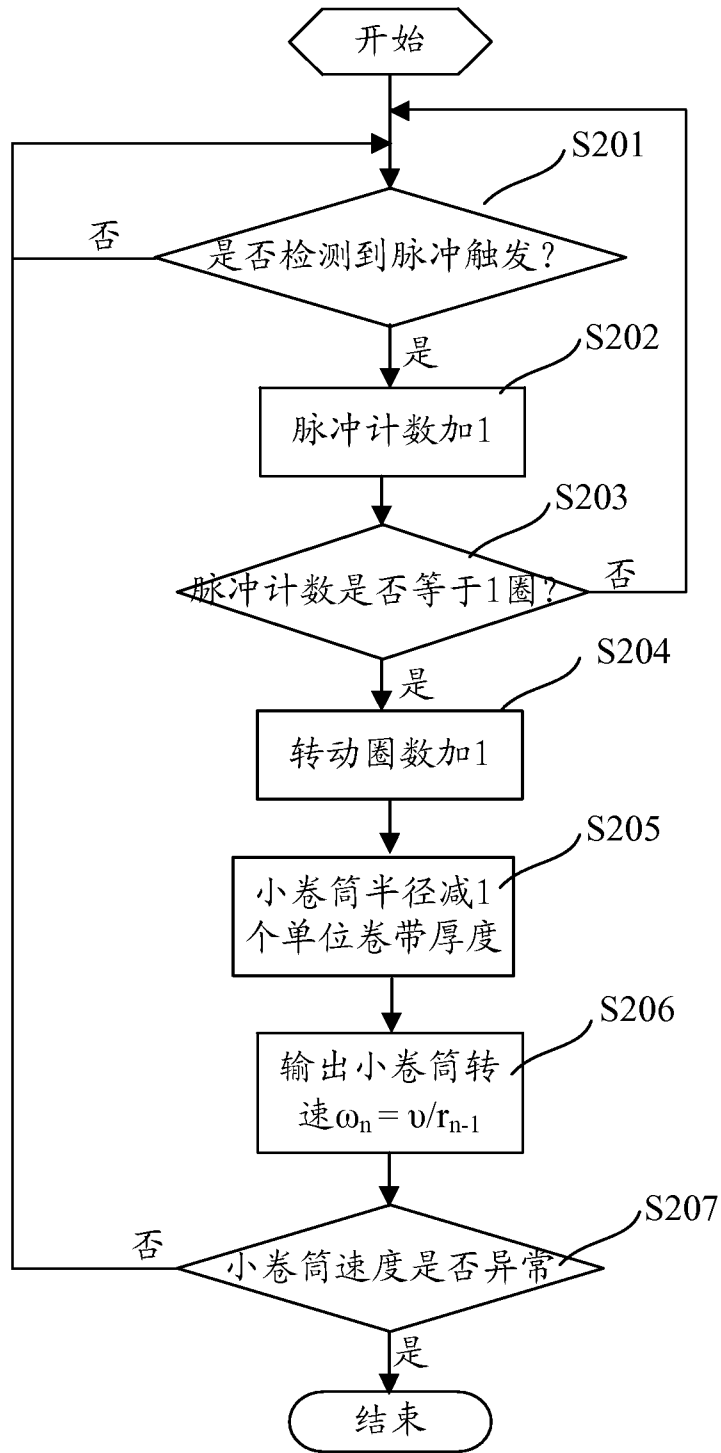 开始
S201
否
是否检测到脉冲触发？
是
S202
脉冲计数加1
S203
脉冲计数是否等于1圈？
否
是
S204
转动圈数加1
S205
小卷筒半径减1
个单位卷带厚度
S206
输出小卷筒转
速ωn = υ/rn-1
S207
否
小卷筒速度是否异常
是
结束